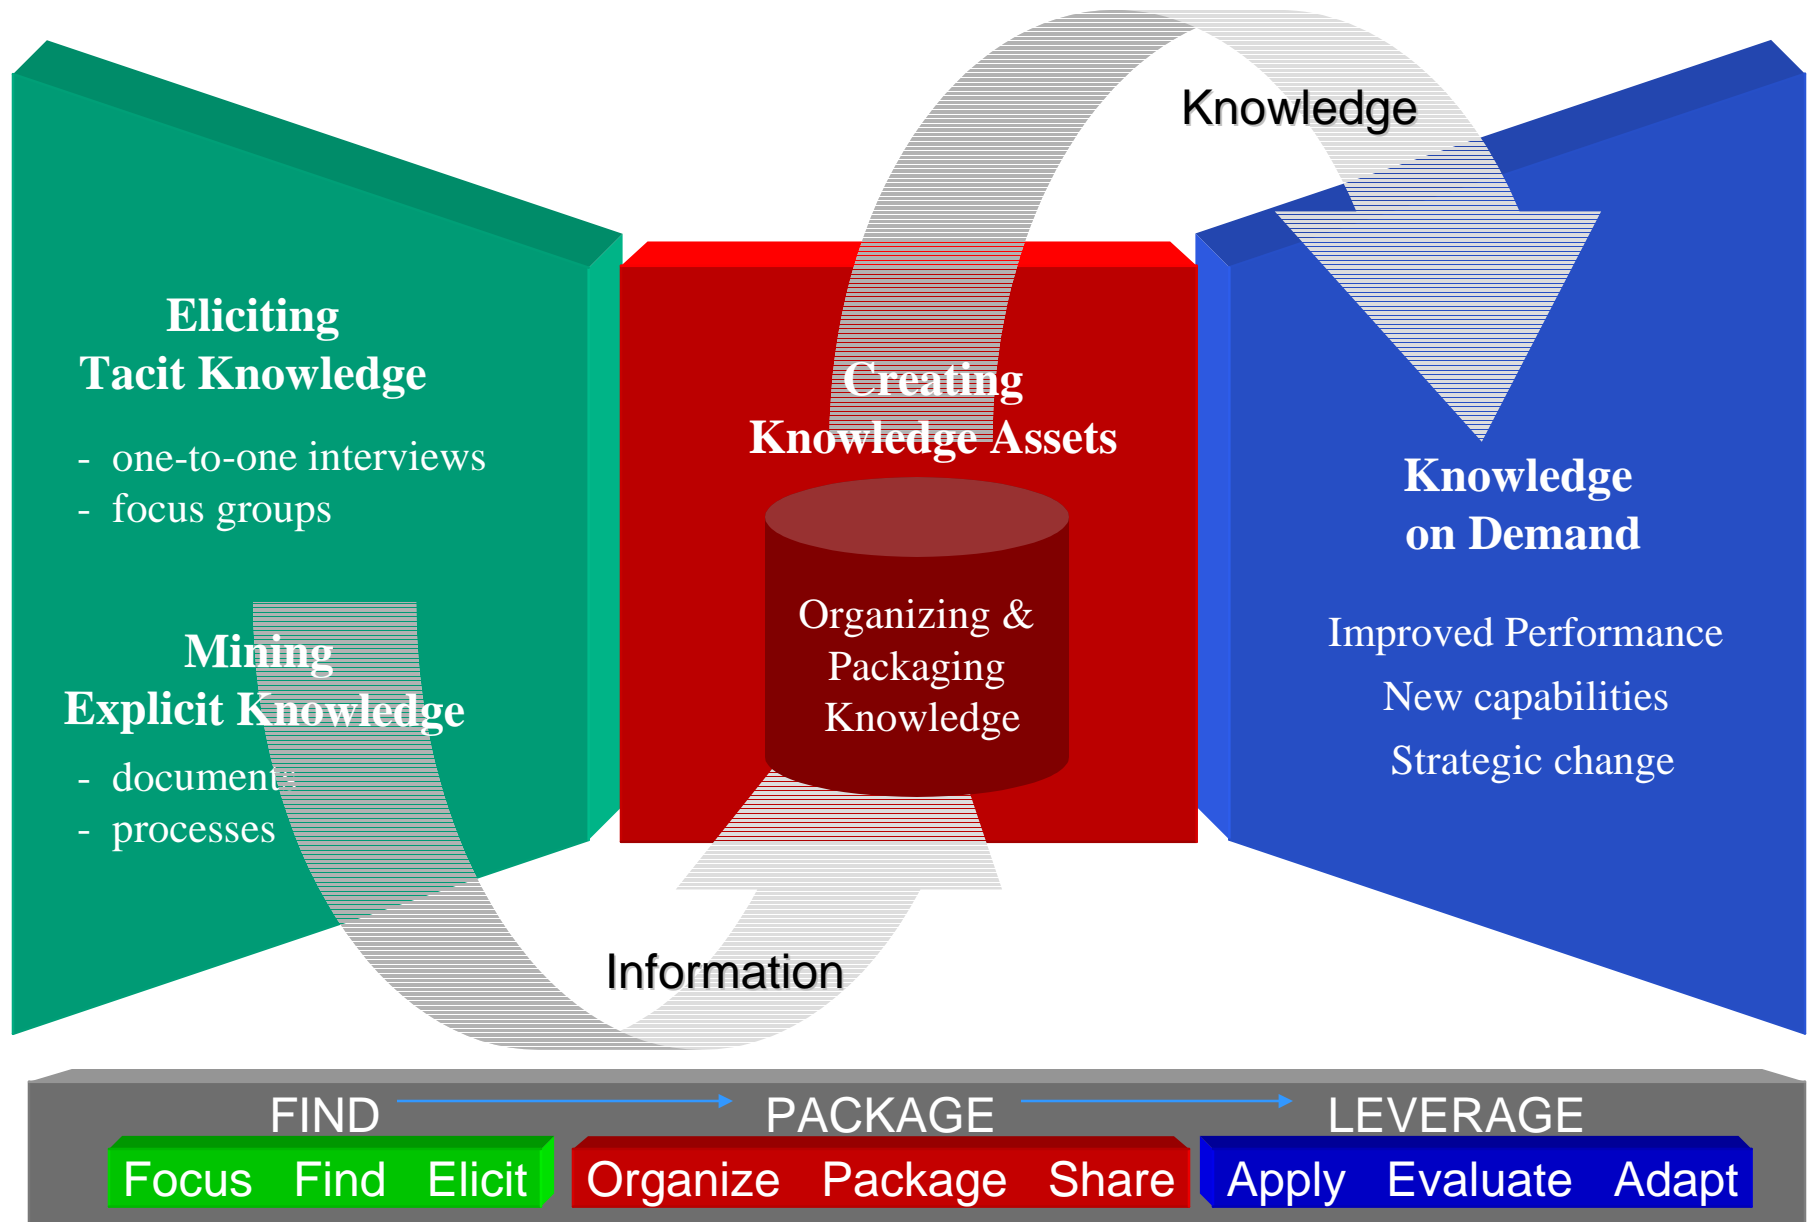 Knowledge
Eliciting
Tacit Knowledge
- one-to-one interviews
- focus groups
Mining
Explicit Knowledge
- documents
- processes
Creating
Knowledge Assets
Organizing &
Packaging
Knowledge
Knowledge
on Demand
Improved Performance
New capabilities
Strategic change
Information
FIND PACKAGE LEVERAGE
Focus Find Elicit Organize Package Share Apply Evaluate Adapt